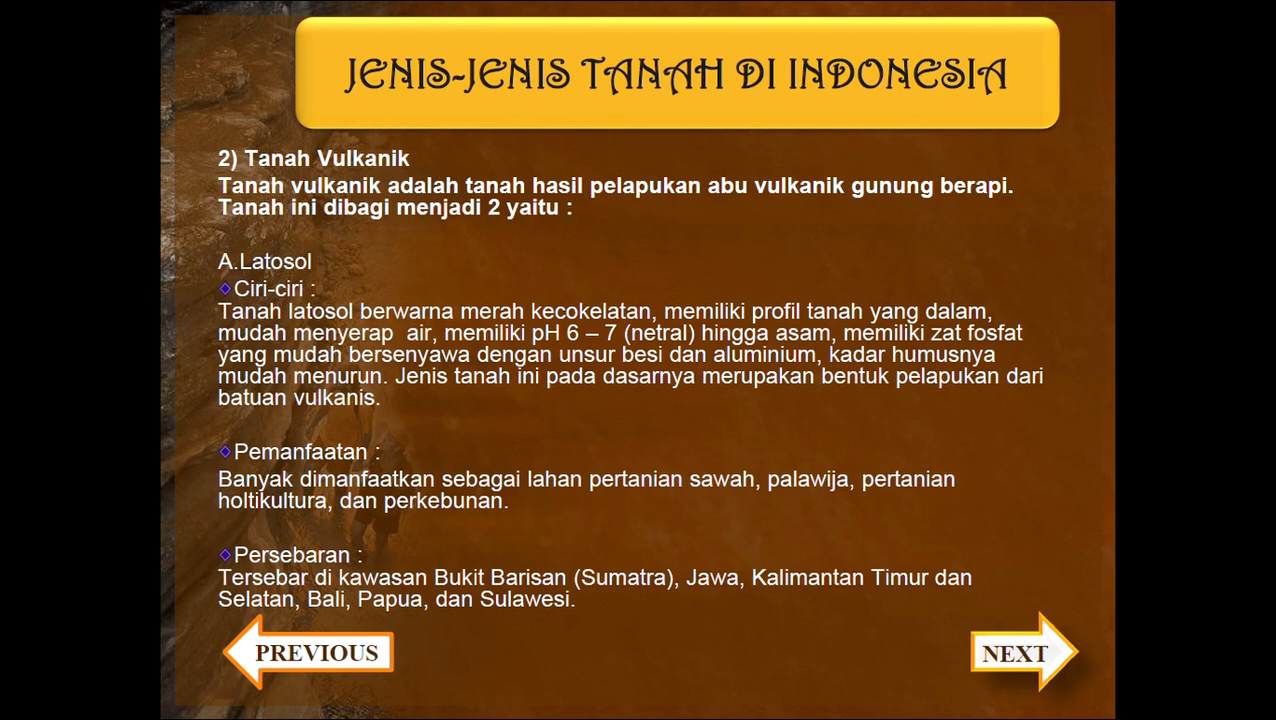 JENIS-JENIS TANAH DI INDONESIA
2) Tanah Vulkanik
Tanah vulkanik adalah tanah hasil pelapukan abu vulkanik gunung berapi.
Tanah ini dibagi menjadi 2 yaitu :
A.Latosol
Ciri-ciri :
Tanah latosol berwarna merah kecokelatan, memiliki profil tanah yang dalam,
mudah menyerap  air, memiliki pH 6 – 7 (netral) hingga asam, memiliki zat fosfat
yang mudah bersenyawa dengan unsur besi dan aluminium, kadar humusnya
mudah menurun. Jenis tanah ini pada dasarnya merupakan bentuk pelapukan dari
batuan vulkanis.
Pemanfaatan :
Banyak dimanfaatkan sebagai lahan pertanian sawah, palawija, pertanian
holtikultura, dan perkebunan.
Persebaran :
Tersebar di kawasan Bukit Barisan (Sumatra), Jawa, Kalimantan Timur dan
Selatan, Bali, Papua, dan Sulawesi.
PREVIOUS
NEXT